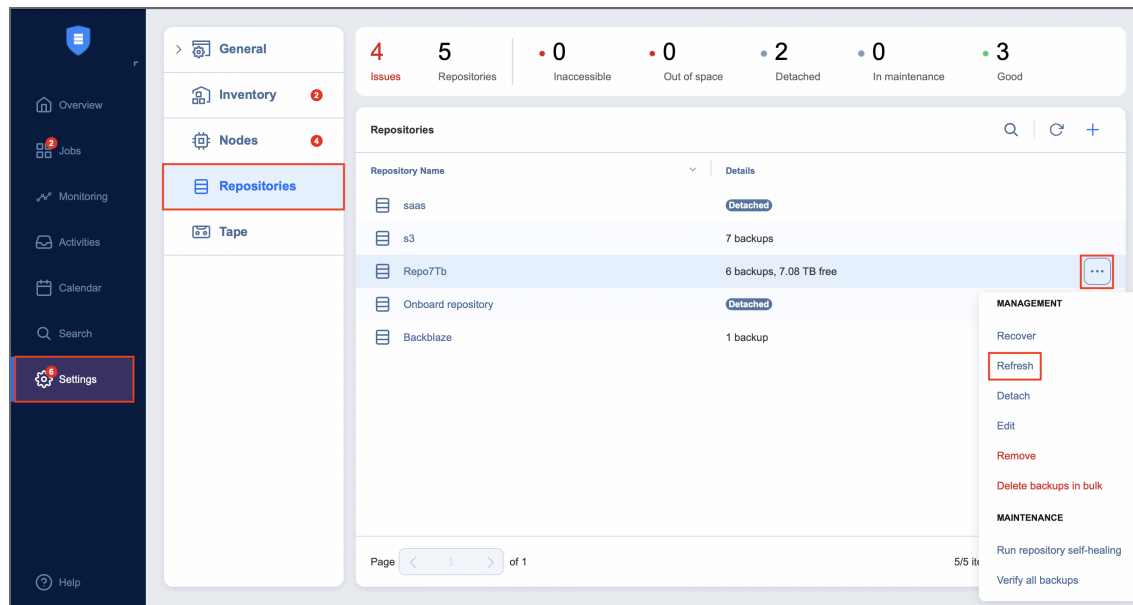 Overview
2
Jobs
Monitoring
Activities
Calendar
Search
6
Settings
Help
General
Inventory 2
Nodes 4
Repositories
Tape
4 5 0 0 2 0 3
Issues Repositories Inaccessible Out of space Detached In maintenance Good
Repositories
Repository Name Details
saas Detached
s3 7 backups
Repo7Tb 6 backups, 7.08 TB free
Onboard repository Detached
Backblaze 1 backup
MANAGEMENT
Recover
Refresh
Detach
Edit
Remove
Delete backups in bulk
MAINTENANCE
Run repository self-healing
Verify all backups
Page 1 of 1 5/5